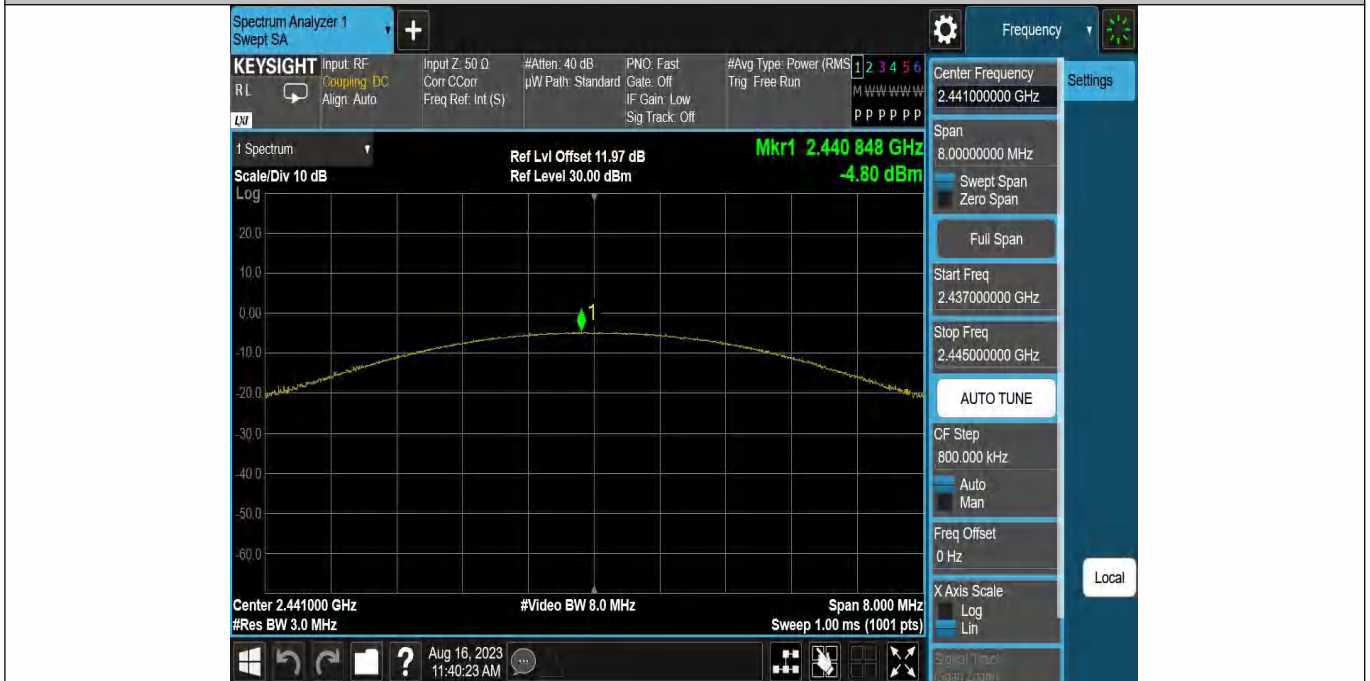 Spectrum Analyzer 1
Swept SA
+
Frequency
KEYSIGHT
RL
LXI
Input: RF
Coupling: DC
Align: Auto
Input Z: 50 Ω
Corr CCorr
Freq Ref: Int (S)
#Atten: 40 dB
µW Path: Standard
PNO: Fast
Gate: Off
IF Gain: Low
Sig Track: Off
#Avg Type: Power (RMS
Trig: Free Run
1 2 3 4 5 6
M W W W W W
P P P P P P
1 Spectrum
Scale/Div 10 dB
Log
Ref Lvl Offset 11.97 dB
Ref Level 30.00 dBm
Mkr1 2.440 848 GHz
-4.80 dBm
20.0
10.0
0.00
-10.0
-20.0
-30.0
-40.0
-50.0
-60.0
1
Center 2.441000 GHz
#Res BW 3.0 MHz
#Video BW 8.0 MHz
Span 8.000 MHz
Sweep 1.00 ms (1001 pts)
?
Aug 16, 2023
11:40:23 AM
Center Frequency
2.441000000 GHz
Span
8.00000000 MHz
Swept Span
Zero Span
Full Span
Start Freq
2.437000000 GHz
Stop Freq
2.445000000 GHz
AUTO TUNE
CF Step
800.000 kHz
Auto
Man
Freq Offset
0 Hz
X Axis Scale
Log
Lin
Signal Track
(Span Zoom)
Settings
Local